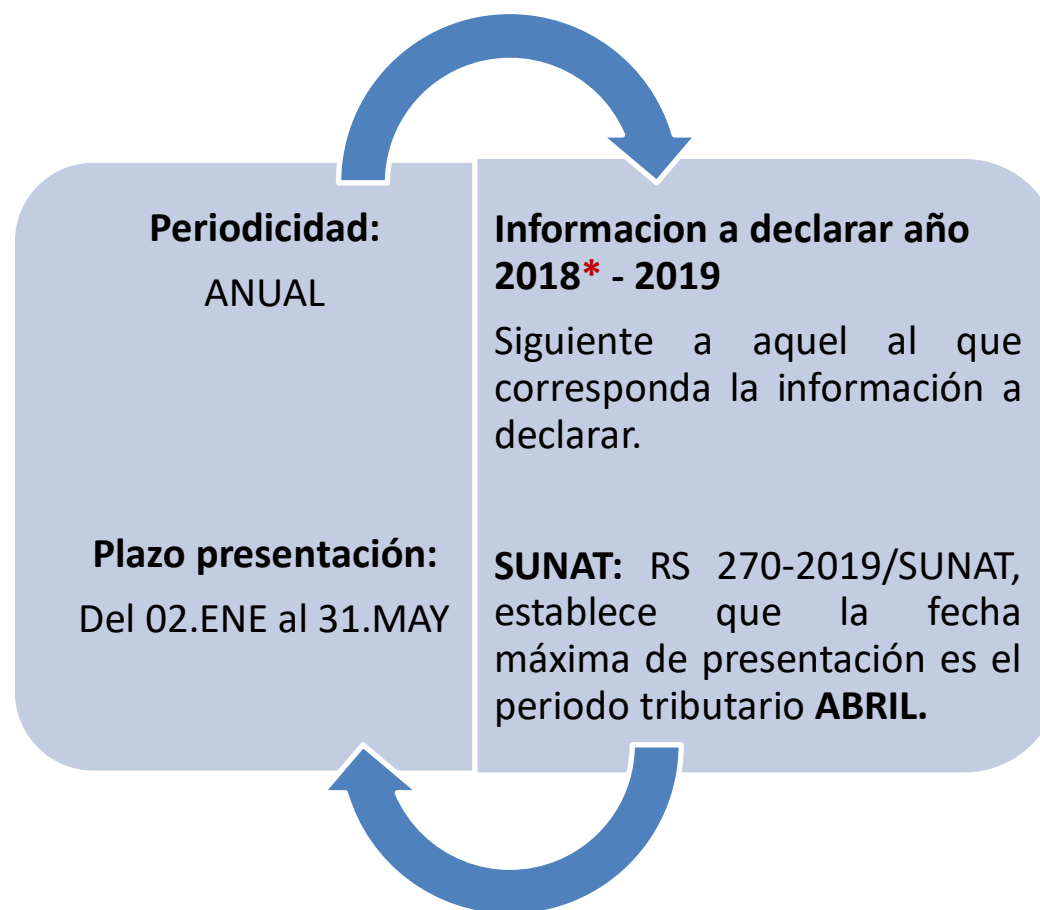 Periodicidad:
ANUAL
Plazo presentación:
Del 02.ENE al 31.MAY
Informacion a declarar año
2018* - 2019
Siguiente a aquel al que
corresponda la información a
declarar.
SUNAT: RS 270-2019/SUNAT,
establece que la fecha
máxima de presentación es el
periodo tributario ABRIL.